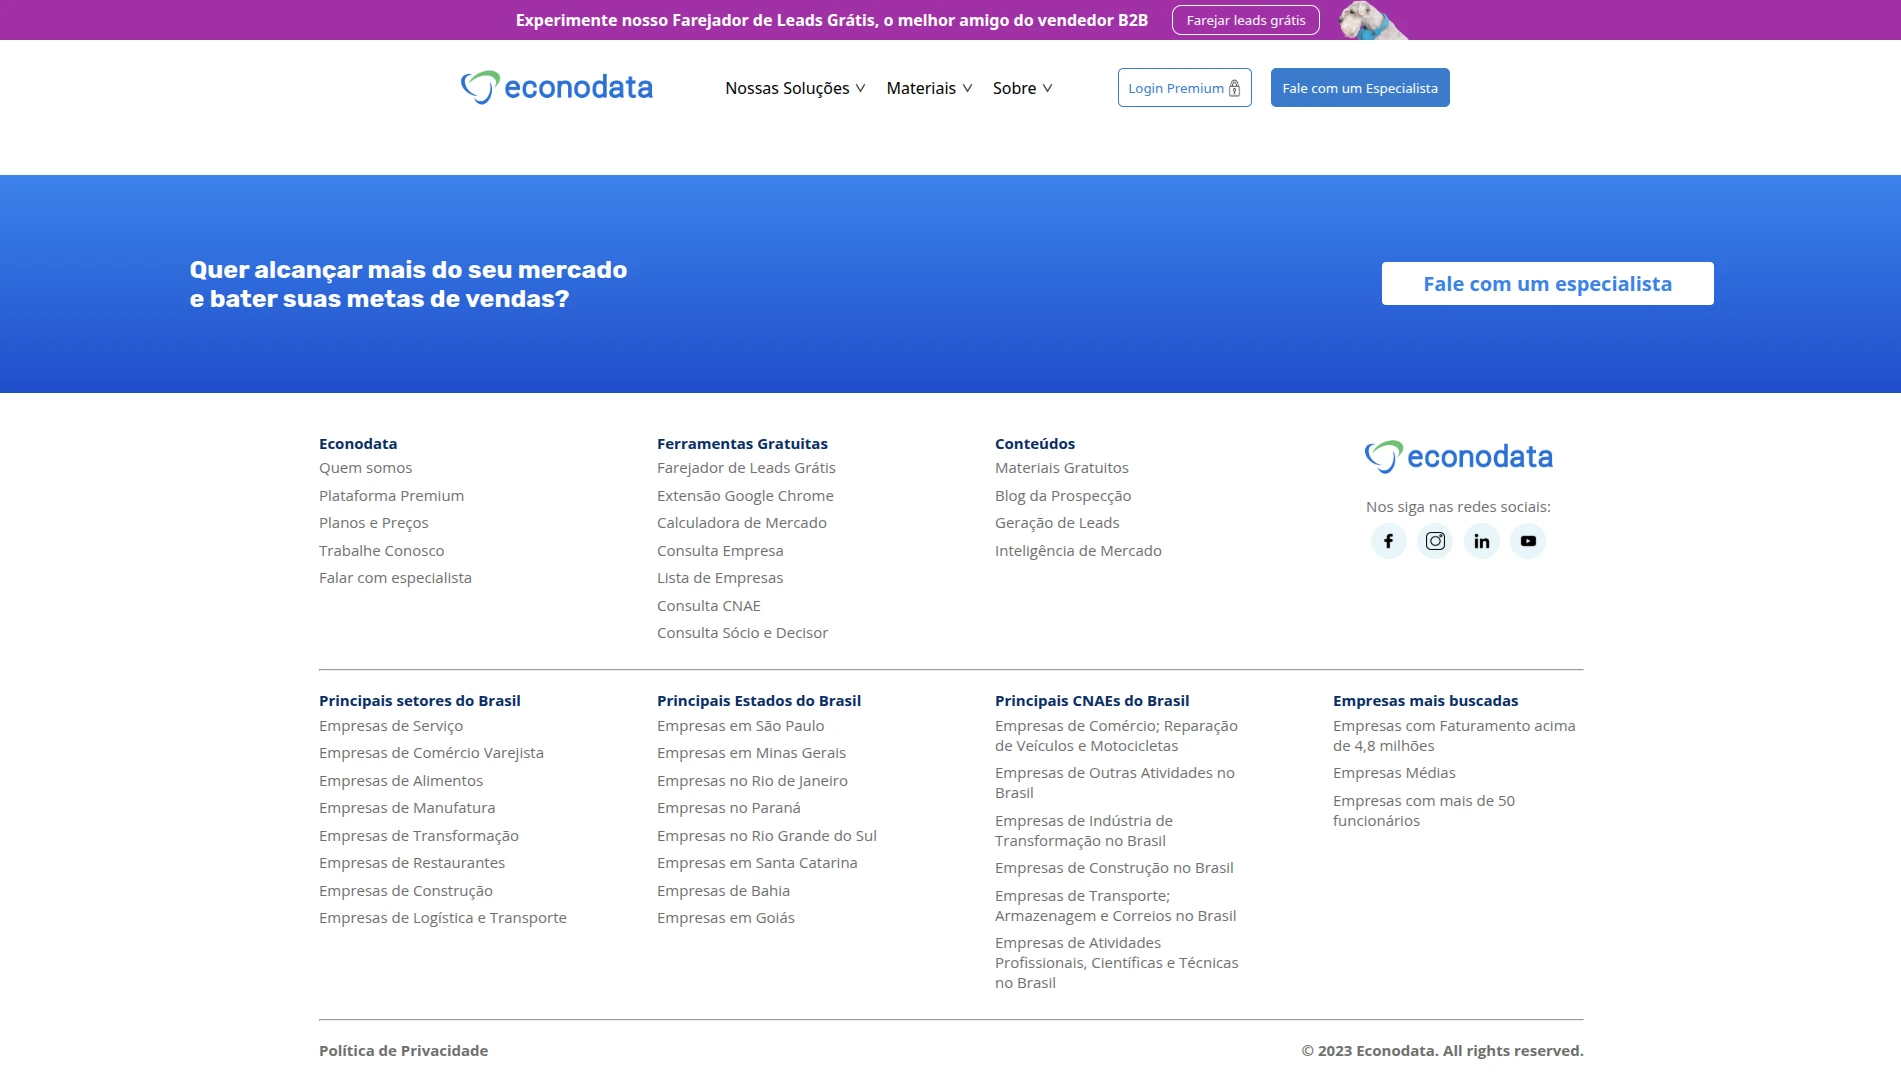 Experimente nosso Farejador de Leads Grátis, o melhor amigo do vendedor B2B
Farejar leads grátis
econodata
Nossas Soluções
Materiais
Sobre
Login Premium
Fale com um Especialista
Quer alcançar mais do seu mercado
e bater suas metas de vendas?
Fale com um especialista
Econodata
Quem somos
Plataforma Premium
Planos e Preços
Trabalhe Conosco
Falar com especialista
Ferramentas Gratuitas
Farejador de Leads Grátis
Extensão Google Chrome
Calculadora de Mercado
Consulta Empresa
Lista de Empresas
Consulta CNAE
Consulta Sócio e Decisor
Conteúdos
Materiais Gratuitos
Blog da Prospecção
Geração de Leads
Inteligência de Mercado
econodata
Nos siga nas redes sociais:
Principais setores do Brasil
Empresas de Serviço
Empresas de Comércio Varejista
Empresas de Alimentos
Empresas de Manufatura
Empresas de Transformação
Empresas de Restaurantes
Empresas de Construção
Empresas de Logística e Transporte
Principais Estados do Brasil
Empresas em São Paulo
Empresas em Minas Gerais
Empresas no Rio de Janeiro
Empresas no Paraná
Empresas no Rio Grande do Sul
Empresas em Santa Catarina
Empresas de Bahia
Empresas em Goiás
Principais CNAEs do Brasil
Empresas de Comércio; Reparação
de Veículos e Motocicletas
Empresas de Outras Atividades no
Brasil
Empresas de Indústria de
Transformação no Brasil
Empresas de Construção no Brasil
Empresas de Transporte;
Armazenagem e Correios no Brasil
Empresas de Atividades
Profissionais, Científicas e Técnicas
no Brasil
Empresas mais buscadas
Empresas com Faturamento acima
de 4,8 milhões
Empresas Médias
Empresas com mais de 50
funcionários
Política de Privacidade
© 2023 Econodata. All rights reserved.